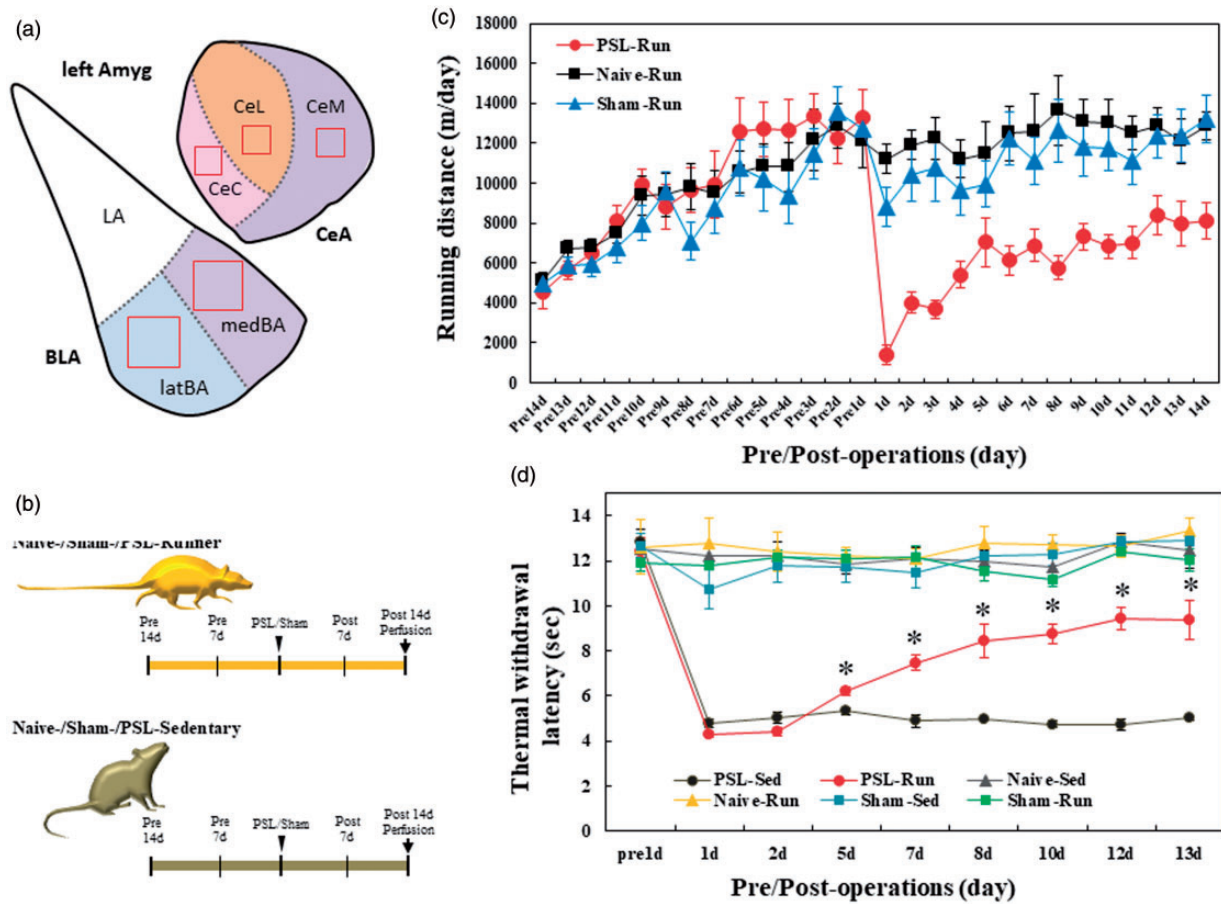 (a)
left Amyg
CeL
CeM
CeC
LA
CeA
medBA
BLA
latBA
(b)
Naive-/Sham-/PSL-Runner
Pre
14d
Pre
7d
PSL/Sham
Post
7d
Post 14d
Perfusion
Naive-/Sham-/PSL-Sedentary
Pre
14d
Pre
7d
PSL/Sham
Post
7d
Post 14d
Perfusion
(c)
Running distance (m/day)
18000
16000
14000
12000
10000
8000
6000
4000
2000
0
PSL-Run
Naive-Run
Sham-Run
Pre14d
Pre13d
Pre12d
Pre11d
Pre10d
Pre9d
Pre8d
Pre7d
Pre6d
Pre5d
Pre4d
Pre3d
Pre2d
Pre1d
1d
2d
3d
4d
5d
6d
7d
8d
9d
10d
11d
12d
13d
14d
Pre/Post-operations (day)
(d)
Thermal withdrawal
latency (sec)
14
12
10
8
6
4
2
0
* * * * * *
PSL-Sed PSL-Run Naive-Sed
Naive-Run Sham-Sed Sham-Run
pre1d 1d 2d 5d 7d 8d 10d 12d 13d
Pre/Post-operations (day)